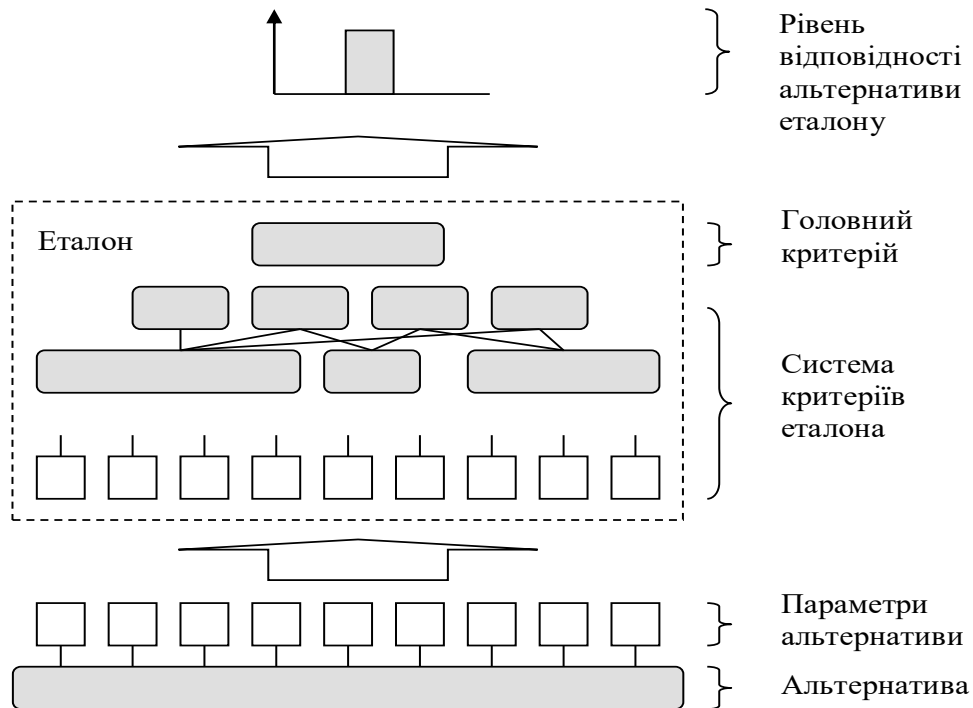 Рівень
відповідності
альтернативи
еталону
Еталон
Головний
критерій
Система
критеріїв
еталона
Параметри
альтернативи
Альтернатива